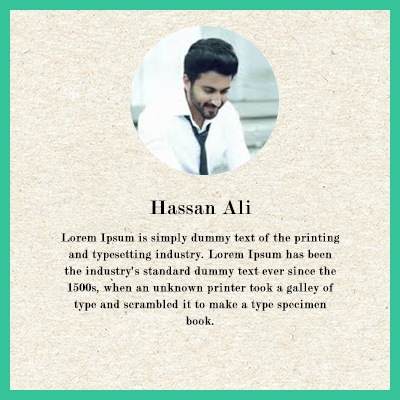 Hassan Ali
Lorem Ipsum is simply dummy text of the printing
and typesetting industry. Lorem Ipsum has been
the industry's standard dummy text ever since the
1500s, when an unknown printer took a galley of
type and scrambled it to make a type specimen
book.